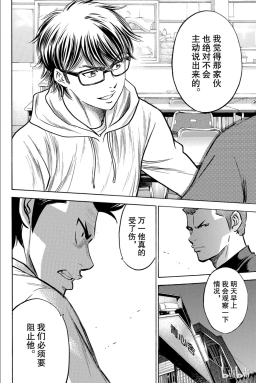 我觉得那家伙
也绝对不会
主动说出来的。
明天早上
我会观察一下
情况，
万一他真的
受了伤，
我们必须要
阻止他。